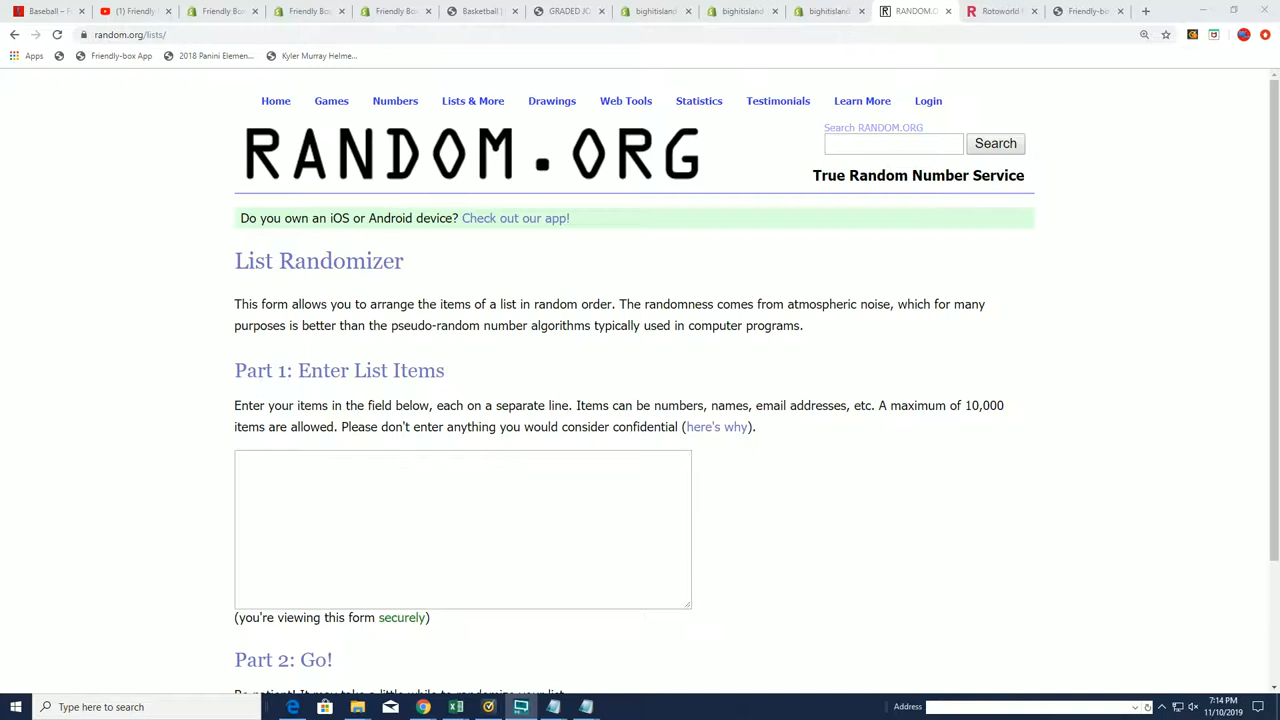 Baseball – F
(1) Friendly
Friendly Bo
Friendly Bo
Friendly Bo
Basketball |
GRADED JO
bighitisland
bighitisland
bighitisland
RANDOM.O
Rotoworld
Friendly-bo
random.org/lists/
Apps
Friendly-box App
2018 Panini Elemen...
Kyler Murray Helme...
Home Games Numbers Lists & More Drawings Web Tools Statistics Testimonials Learn More Login
RANDOM.ORG
Search RANDOM.ORG
Search
True Random Number Service
Do you own an iOS or Android device? Check out our app!
List Randomizer
This form allows you to arrange the items of a list in random order. The randomness comes from atmospheric noise, which for many
purposes is better than the pseudo-random number algorithms typically used in computer programs.
Part 1: Enter List Items
Enter your items in the field below, each on a separate line. Items can be numbers, names, email addresses, etc. A maximum of 10,000
items are allowed. Please don't enter anything you would consider confidential (here's why).
(you're viewing this form securely)
Part 2: Go!
Be patient! It may take a little while to randomize your list
Type here to search
Address
7:14 PM
11/10/2019